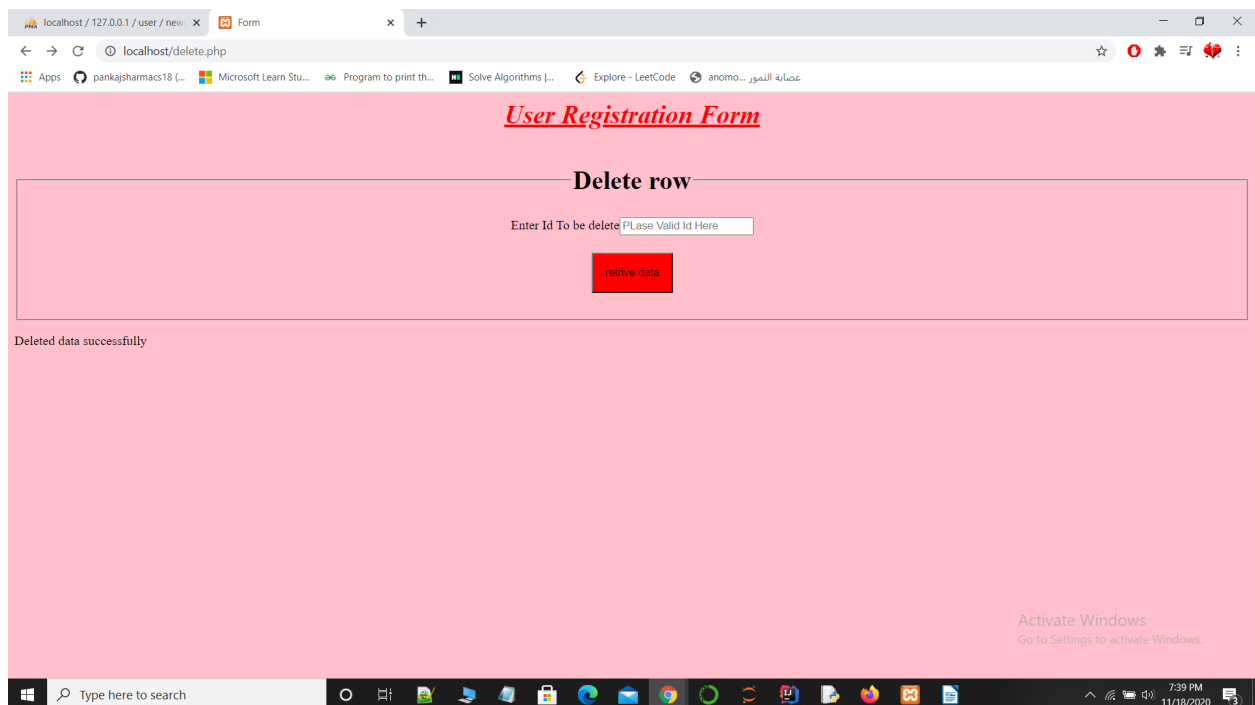 localhost / 127.0.0.1 / user / new
Form
localhost/delete.php
Apps
pankajsharmacs18 (...
Microsoft Learn Stu...
Program to print th...
Solve Algorithms |...
Explore - LeetCode
anomo... عصابة النمور
User Registration Form
Delete row
Enter Id To be delete
PLase Valid Id Here
retrive data
Deleted data successfully
Activate Windows
Go to Settings to activate Windows.
Type here to search
7:39 PM
11/18/2020
3